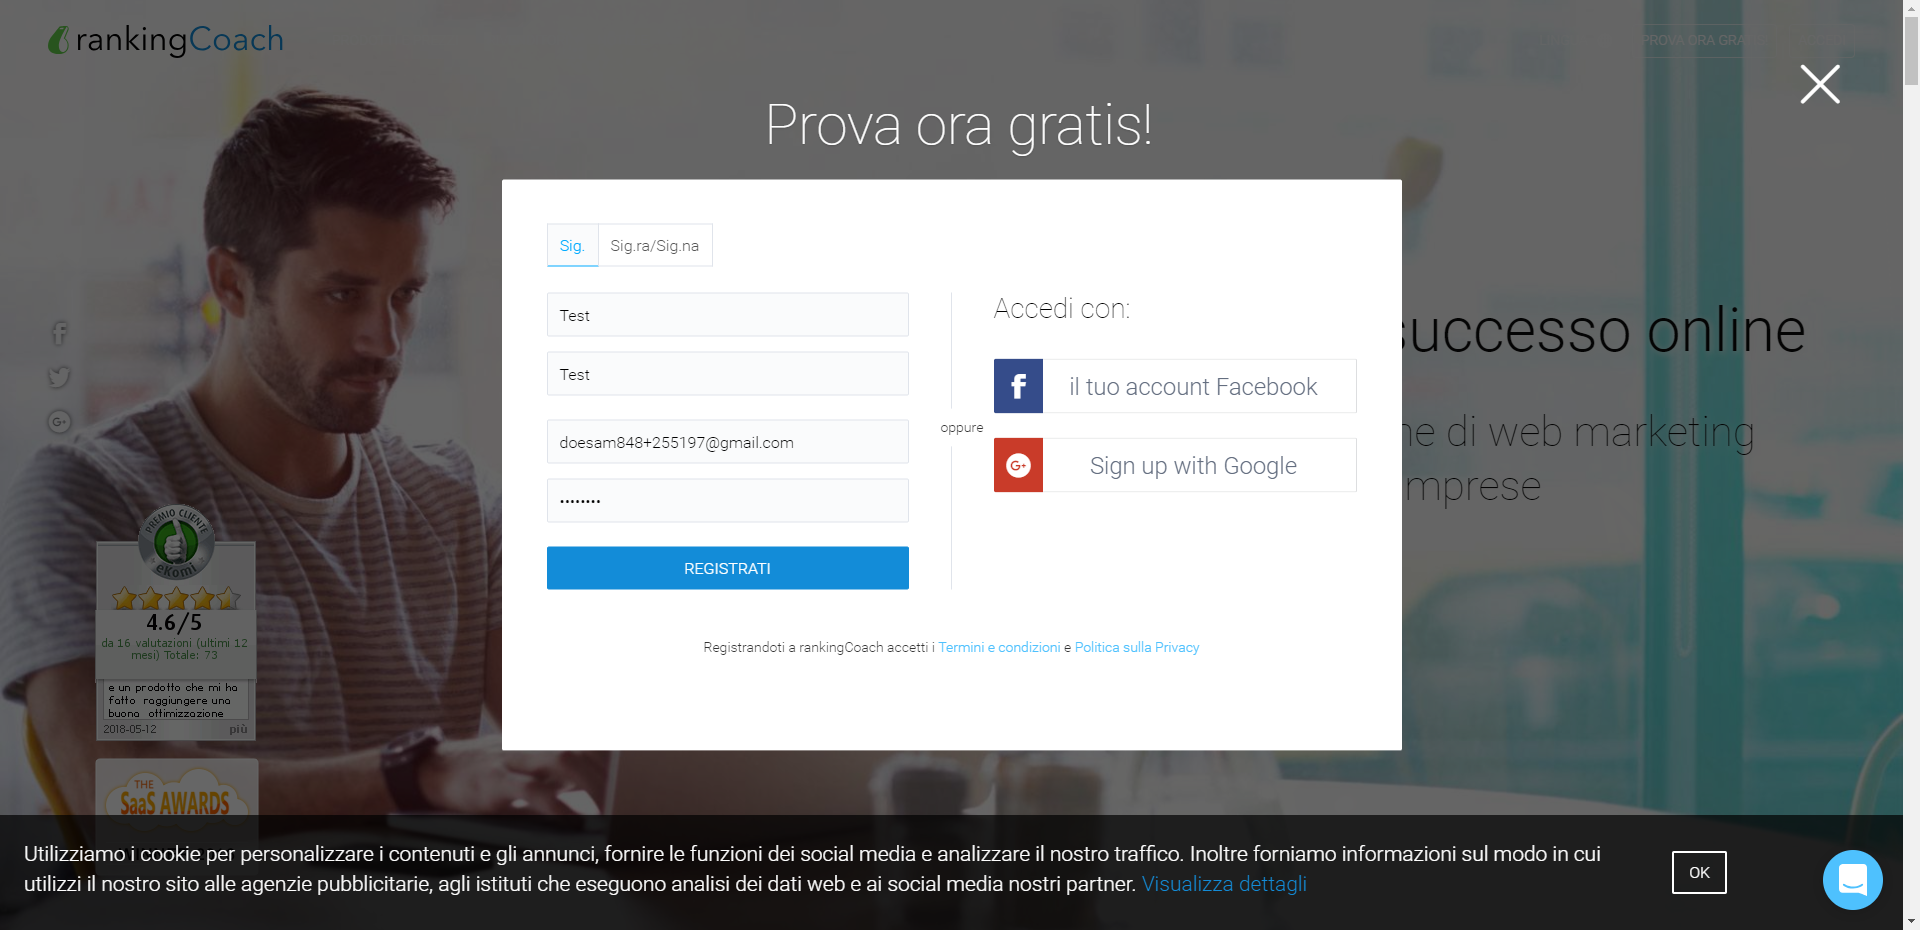 rankingCoach
PROVA ORA GRA
Prova ora gratis!
Sig.
Sig.ra/Sig.na
Test
Test
doesam848+255197@gmail.com
••••••••
REGISTRATI
oppure
Accedi con:
il tuo account Facebook
G+
Sign up with Google
Registrandoti a rankingCoach accetti i Termini e condizioni e Politica sulla Privacy
successo online
ne di web marketing
mprese
PREMIO CLIENTE
eKomi
4.6/5
da 16 valutazioni (ultimi 12
mesi) Totale: 73
e un prodotto che mi ha
fatto raggiungere una
buona ottimizzazione
2018-05-12
più
THE
SaaS AWARDS
Utilizziamo i cookie per personalizzare i contenuti e gli annunci, fornire le funzioni dei social media e analizzare il nostro traffico. Inoltre forniamo informazioni sul modo in cui
utilizzi il nostro sito alle agenzie pubblicitarie, agli istituti che eseguono analisi dei dati web e ai social media nostri partner. Visualizza dettagli
OK